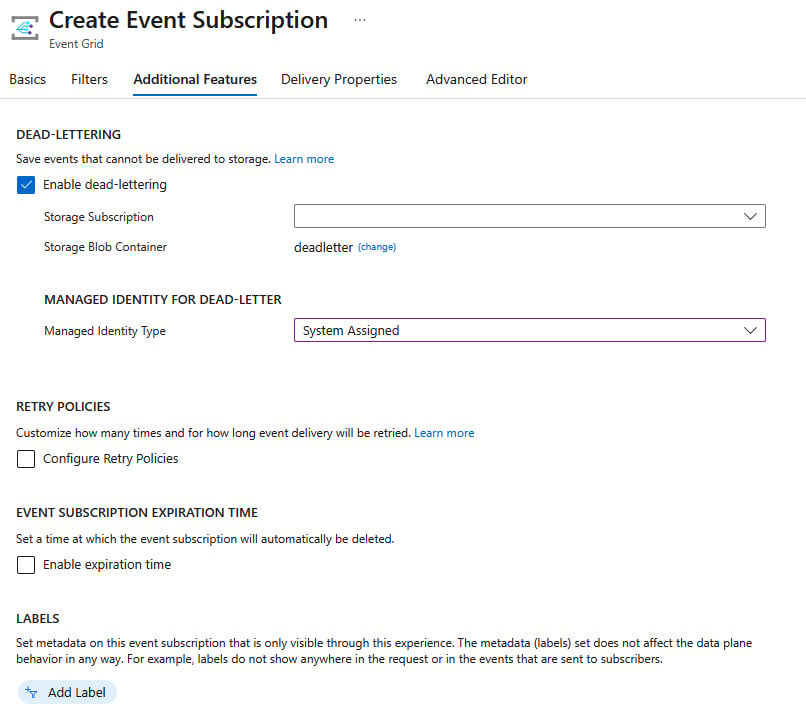 Create Event Subscription ...
Event Grid
Basics Filters Additional Features Delivery Properties Advanced Editor
DEAD-LETTERING
Save events that cannot be delivered to storage. Learn more
Enable dead-lettering
Storage Subscription
Storage Blob Container deadletter (change)
MANAGED IDENTITY FOR DEAD-LETTER
Managed Identity Type System Assigned
RETRY POLICIES
Customize how many times and for how long event delivery will be retried. Learn more
Configure Retry Policies
EVENT SUBSCRIPTION EXPIRATION TIME
Set a time at which the event subscription will automatically be deleted.
Enable expiration time
LABELS
Set metadata on this event subscription that is only visible through this experience. The metadata (labels) set does not affect the data plane
behavior in any way. For example, labels do not show anywhere in the request or in the events that are sent to subscribers.
Add Label